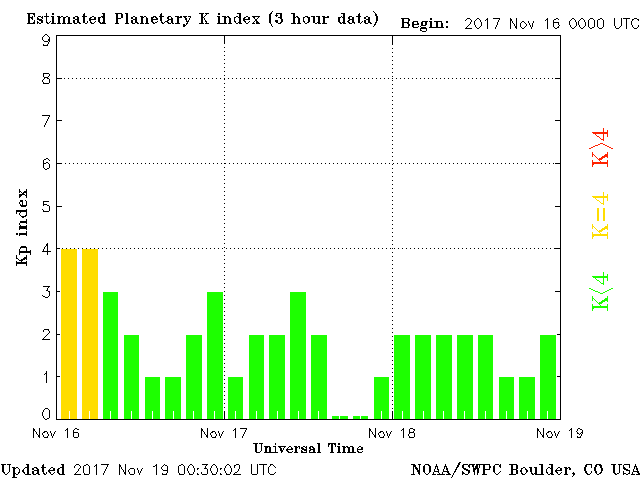 Estimated Planetary K index (3 hour data)
Begin: 2017 Nov 16 0000 UTC
9
8
7
6
5
4
3
2
1
0
Kp index
K>4
K=4
K<4
Nov 16
Nov 17
Nov 18
Nov 19
Universal Time
Updated 2017 Nov 19 00:30:02 UTC
NOAA/SWPC Boulder, CO USA